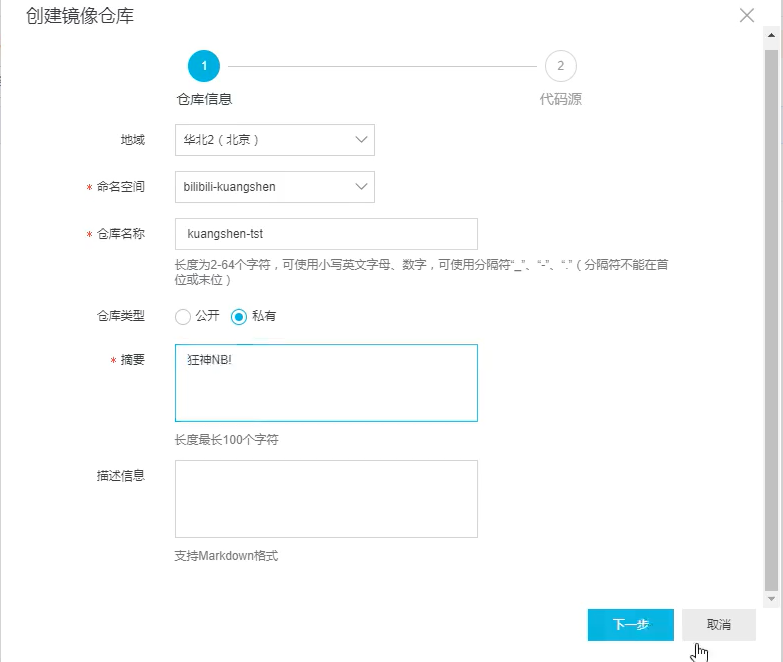 创建镜像仓库
1
2
仓库信息
代码源
地域
华北2（北京）
* 命名空间
bilibili-kuangshen
* 仓库名称
kuangshen-tst
长度为2-64个字符，可使用小写英文字母、数字，可使用分隔符“_”、“-”、“.”（分隔符不能在首
位或末位）
仓库类型
公开
私有
* 摘要
狂神NB!
长度最长100个字符
描述信息
支持Markdown格式
下一步
取消